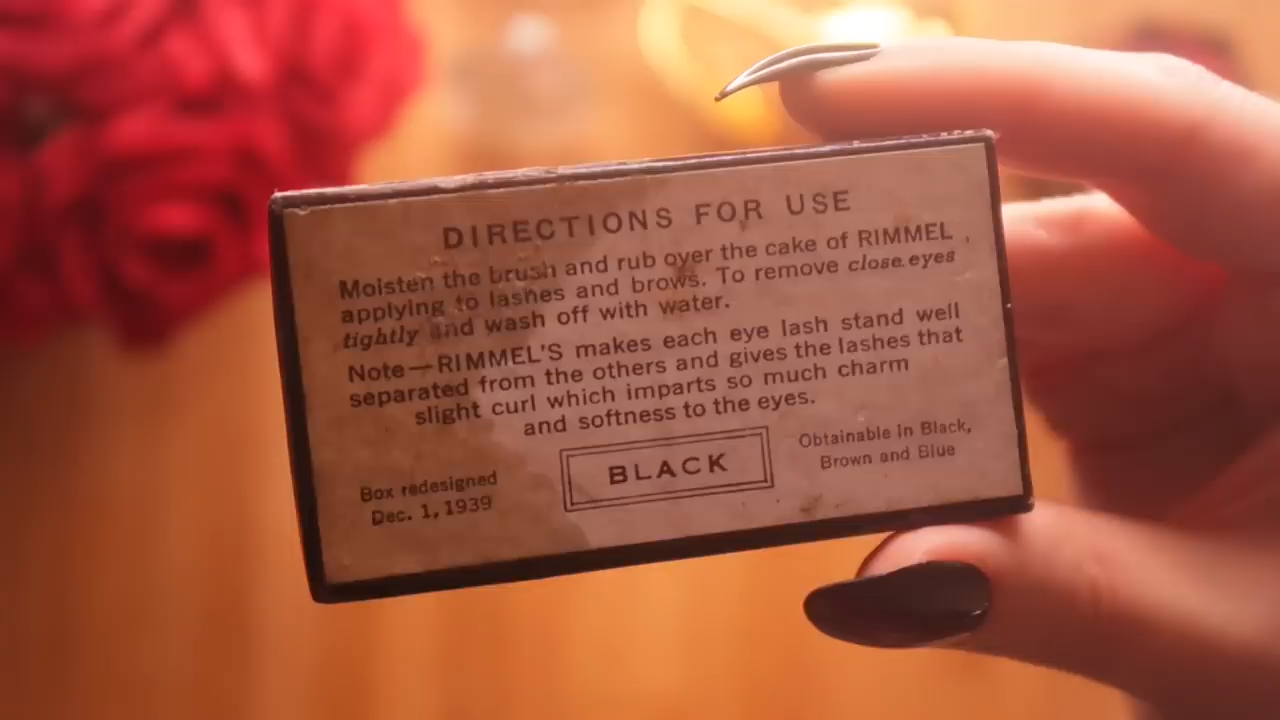 DIRECTIONS FOR USE
Moisten the brush and rub over the cake of RIMMEL,
applying to lashes and brows. To remove close eyes
tightly and wash off with water.
Note—RIMMEL'S makes each eye lash stand well
separated from the others and gives the lashes that
slight curl which imparts so much charm
and softness to the eyes.
Box redesigned
Dec. 1, 1939
BLACK
Obtainable in Black,
Brown and Blue